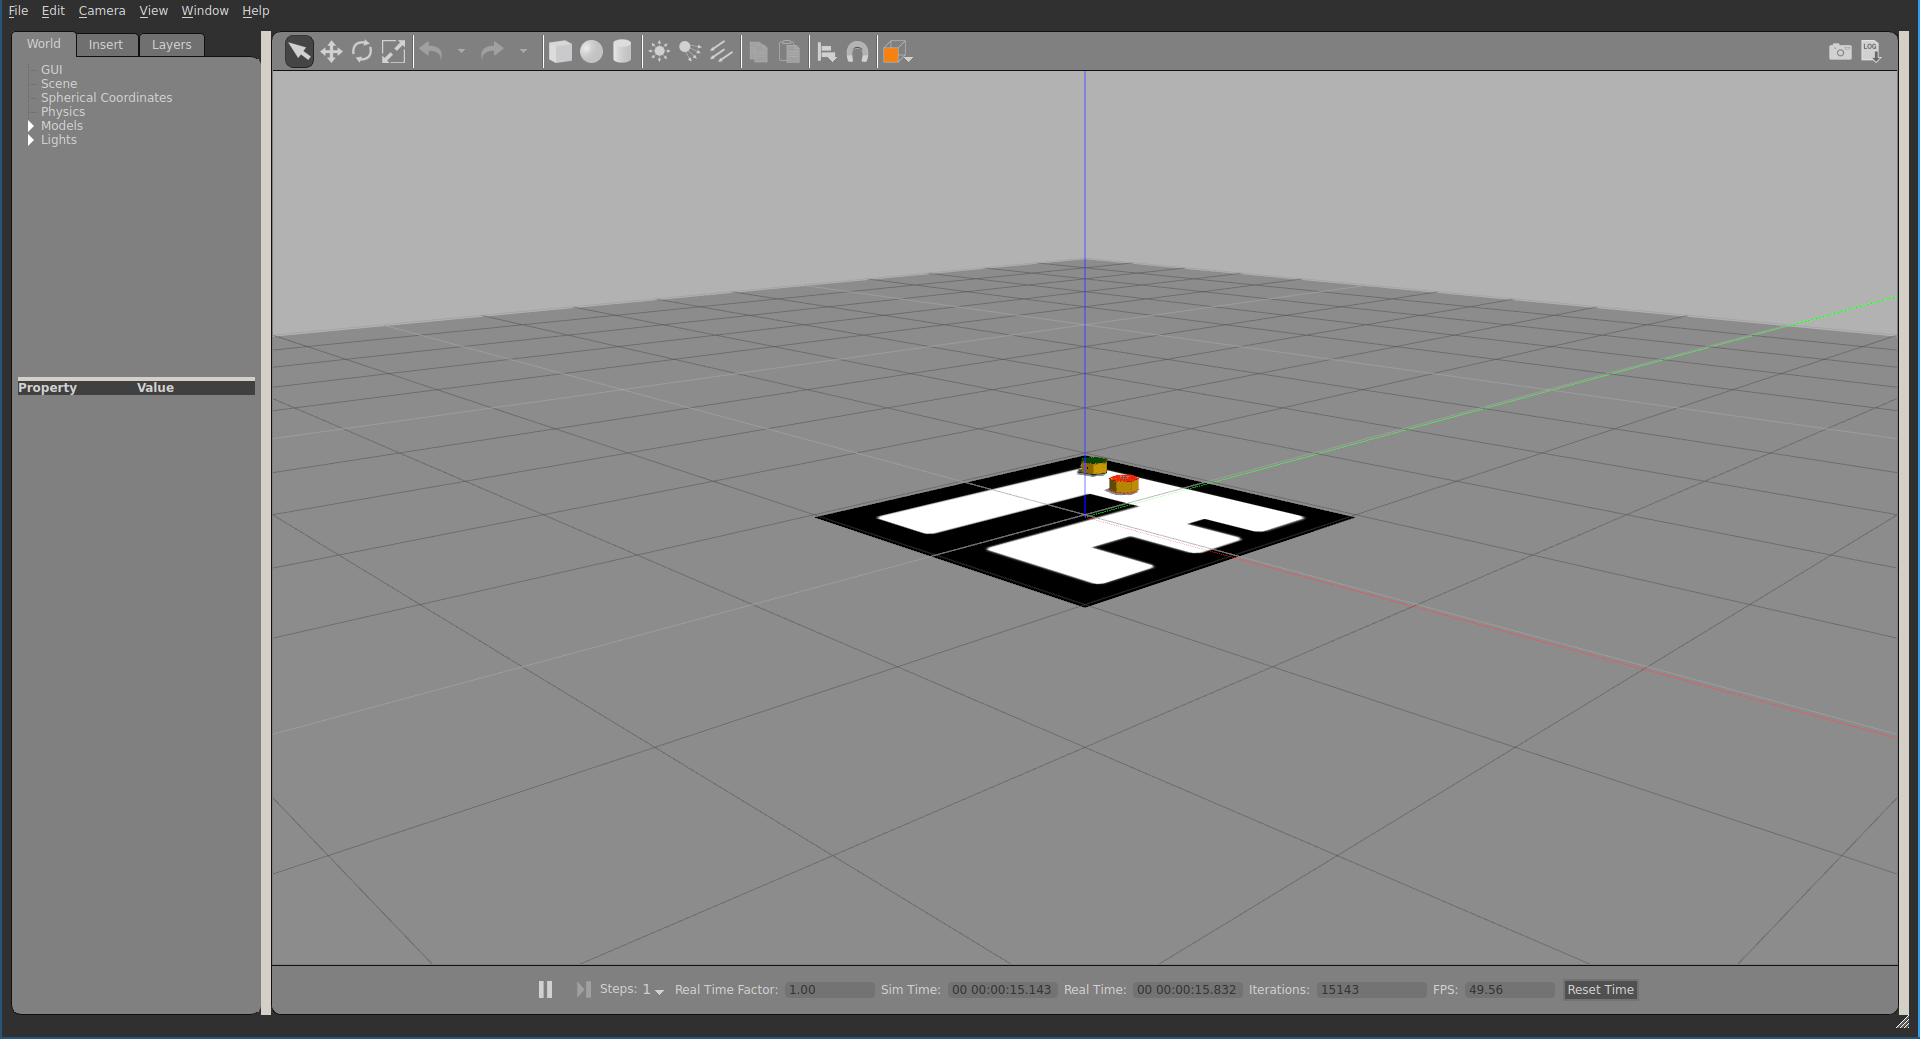 File Edit Camera View Window Help
World Insert Layers
LOG
GUI
Scene
Spherical Coordinates
Physics
Models
Lights
Property Value
Steps: 1 Real Time Factor: 1.00 Sim Time: 00 00:00:15.143 Real Time: 00 00:00:15.832 Iterations: 15143 FPS: 49.56 Reset Time